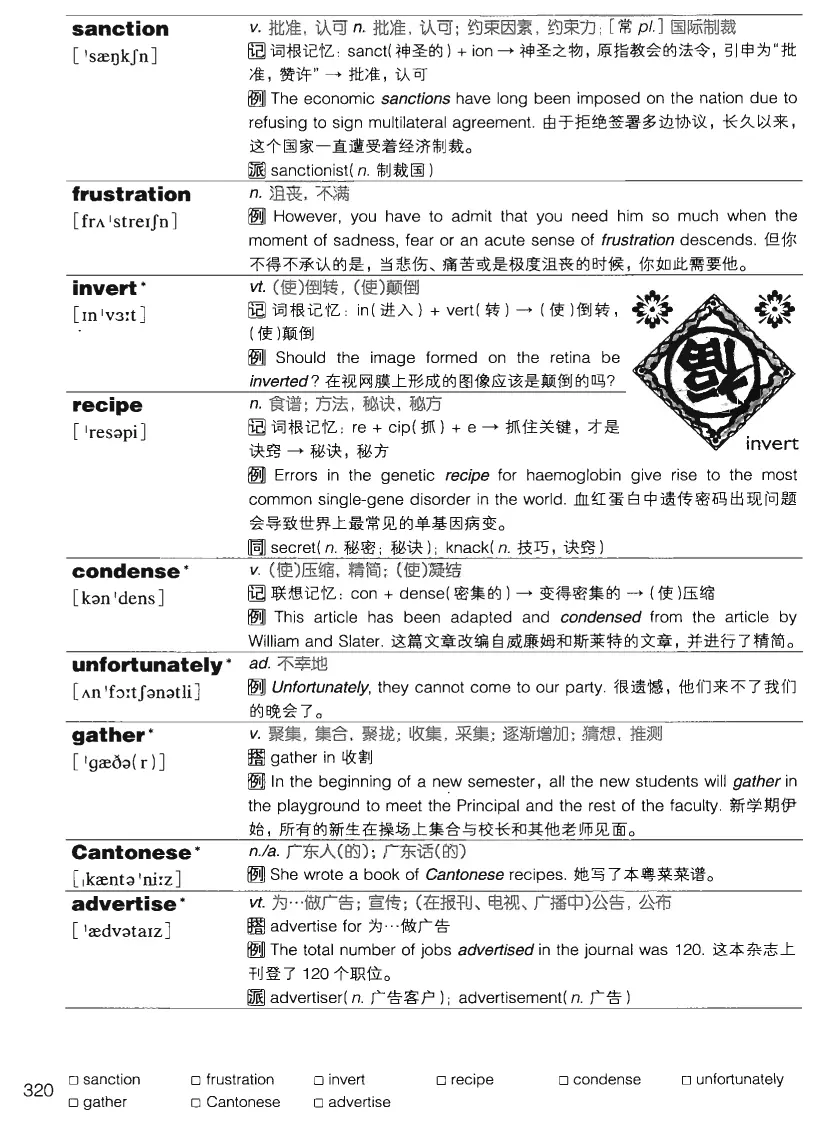 sanction v. 批准, 认可 n. 批准, 认可; 约束因素, 约束力; [常 pl.] 国际制裁
[ˈsæŋkʃn] 记 词根记忆: sanct(神圣的) + ion → 神圣之物, 原指教会的法令, 引申为“批
准, 赞许” → 批准, 认可
例 The economic sanctions have long been imposed on the nation due to
refusing to sign multilateral agreement. 由于拒绝签署多边协议, 长久以来,
这个国家一直遭受着经济制裁。
派 sanctionist(n. 制裁国)
frustration n. 沮丧, 不满
[frʌˈstreɪʃn] 例 However, you have to admit that you need him so much when the
moment of sadness, fear or an acute sense of frustration descends. 但你
不得不承认的是, 当悲伤、痛苦或是极度沮丧的时候, 你如此需要他。
invert* vt. (使)倒转, (使)颠倒
[ɪnˈvɜːt] 记 词根记忆: in(进入) + vert(转) → (使)倒转,
(使)颠倒
例 Should the image formed on the retina be
inverted? 在视网膜上形成的图像应该是颠倒的吗?
福
invert
recipe n. 食谱; 方法, 秘诀, 秘方
[ˈresəpi] 记 词根记忆: re + cip(抓) + e → 抓住关键, 才是
诀窍 → 秘诀, 秘方
例 Errors in the genetic recipe for haemoglobin give rise to the most
common single-gene disorder in the world. 血红蛋白中遗传密码出现问题
会导致世界上最常见的单基因病变。
同 secret(n. 秘密; 秘诀); knack(n. 技巧, 诀窍)
condense* v. (使)压缩, 精简; (使)凝结
[kənˈdens] 记 联想记忆: con + dense(密集的) → 变得密集的 → (使)压缩
例 This article has been adapted and condensed from the article by
William and Slater. 这篇文章改编自威廉姆和斯莱特的文章, 并进行了精简。
unfortunately* ad. 不幸地
[ʌnˈfɔːtʃənətli] 例 Unfortunately, they cannot come to our party. 很遗憾, 他们来不了我们
的晚会了。
gather* v. 聚集, 集合, 聚拢; 收集, 采集; 逐渐增加; 猜想, 推测
[ˈɡæðə(r)] 搭 gather in 收割
例 In the beginning of a new semester, all the new students will gather in
the playground to meet the Principal and the rest of the faculty. 新学期伊
始, 所有的新生在操场上集合与校长和其他老师见面。
Cantonese* n./a. 广东人(的); 广东话(的)
[ˌkæntəˈniːz] 例 She wrote a book of Cantonese recipes. 她写了本粤菜菜谱。
advertise* vt. 为…做广告; 宣传; (在报刊、电视、广播中)公告, 公布
[ˈædvətaɪz] 搭 advertise for 为…做广告
例 The total number of jobs advertised in the journal was 120. 这本杂志上
刊登了 120 个职位。
派 advertiser(n. 广告客户); advertisement(n. 广告)
320 □ sanction □ frustration □ invert □ recipe □ condense □ unfortunately
□ gather □ Cantonese □ advertise